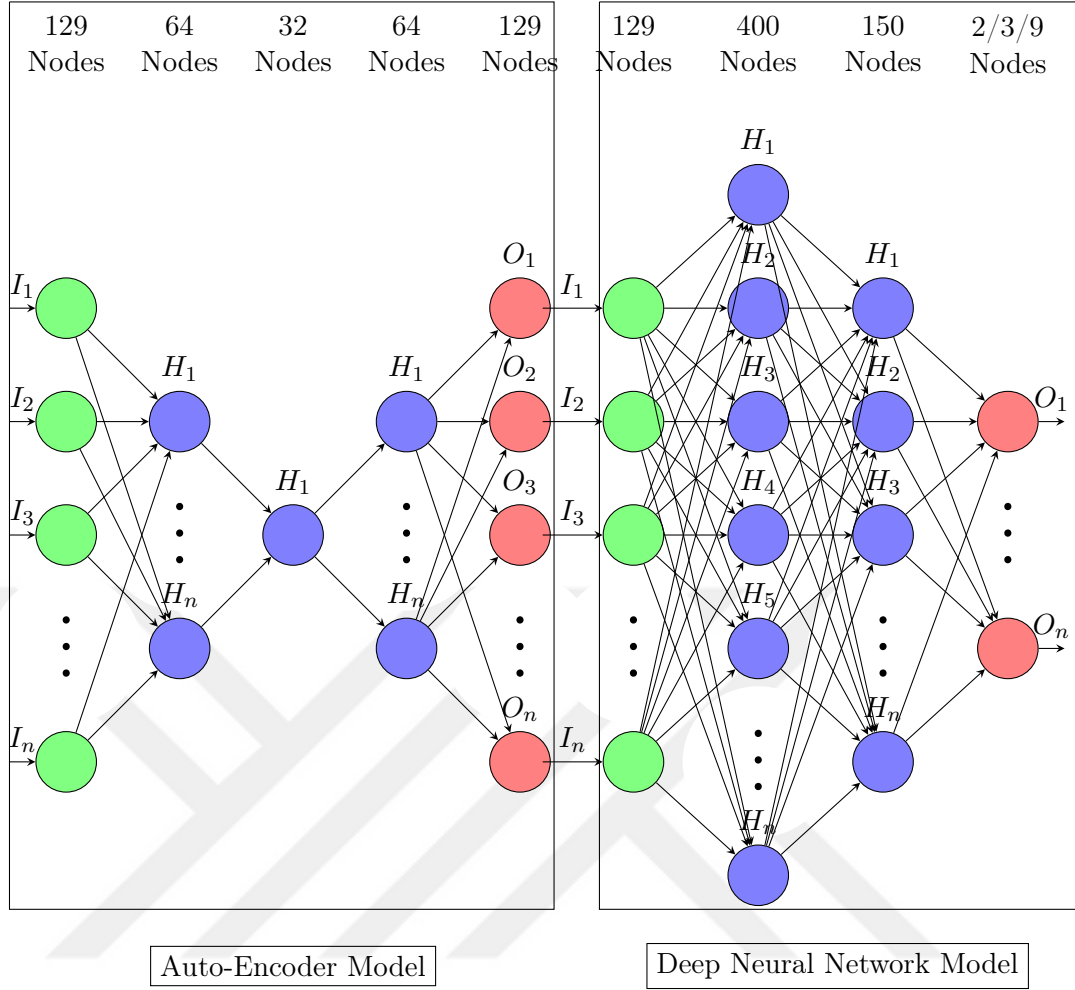 129 64 32 64 129 129 400 150 2/3/9
Nodes Nodes Nodes Nodes Nodes Nodes Nodes Nodes Nodes
H₁
O₁ H₂ H₁
I₁ I₁
H₁ H₁ O₂ H₃ H₂
I₂ I₂ O₁
H₁ O₃ H₄ H₃
I₃ I₃
Hₙ Hₙ H₅
Oₙ
Oₙ Hₙ
Iₙ Iₙ
Hₙ
Auto-Encoder Model
Deep Neural Network Model